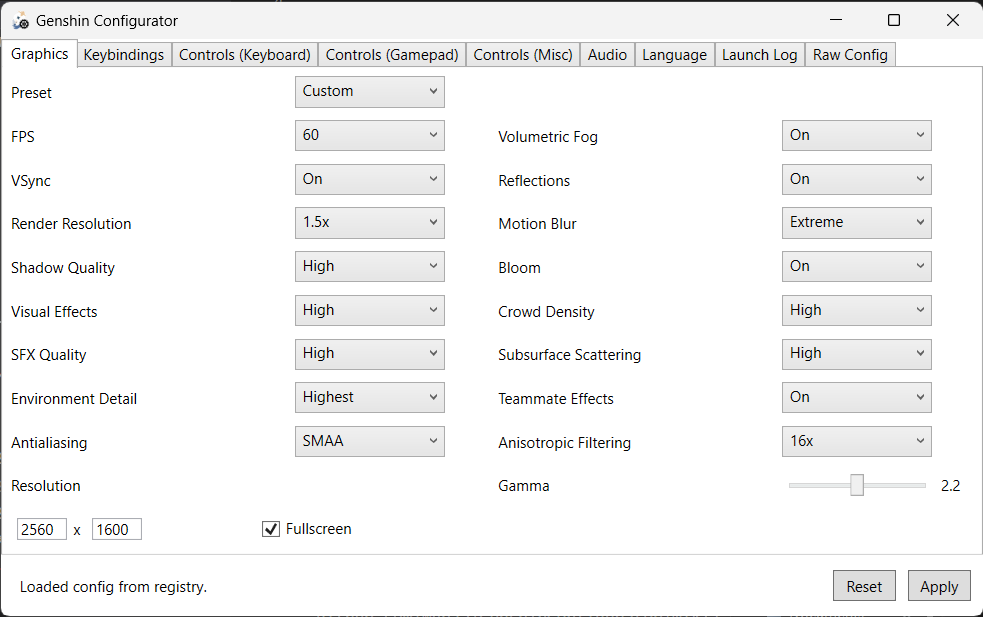 Genshin Configurator
Graphics Keybindings Controls (Keyboard) Controls (Gamepad) Controls (Misc) Audio Language Launch Log Raw Config
Preset Custom
FPS 60 Volumetric Fog On
VSync On Reflections On
Render Resolution 1.5x Motion Blur Extreme
Shadow Quality High Bloom On
Visual Effects High Crowd Density High
SFX Quality High Subsurface Scattering High
Environment Detail Highest Teammate Effects On
Antialiasing SMAA Anisotropic Filtering 16x
Resolution Gamma 2.2
2560 x 1600 Fullscreen
Loaded config from registry. Reset Apply